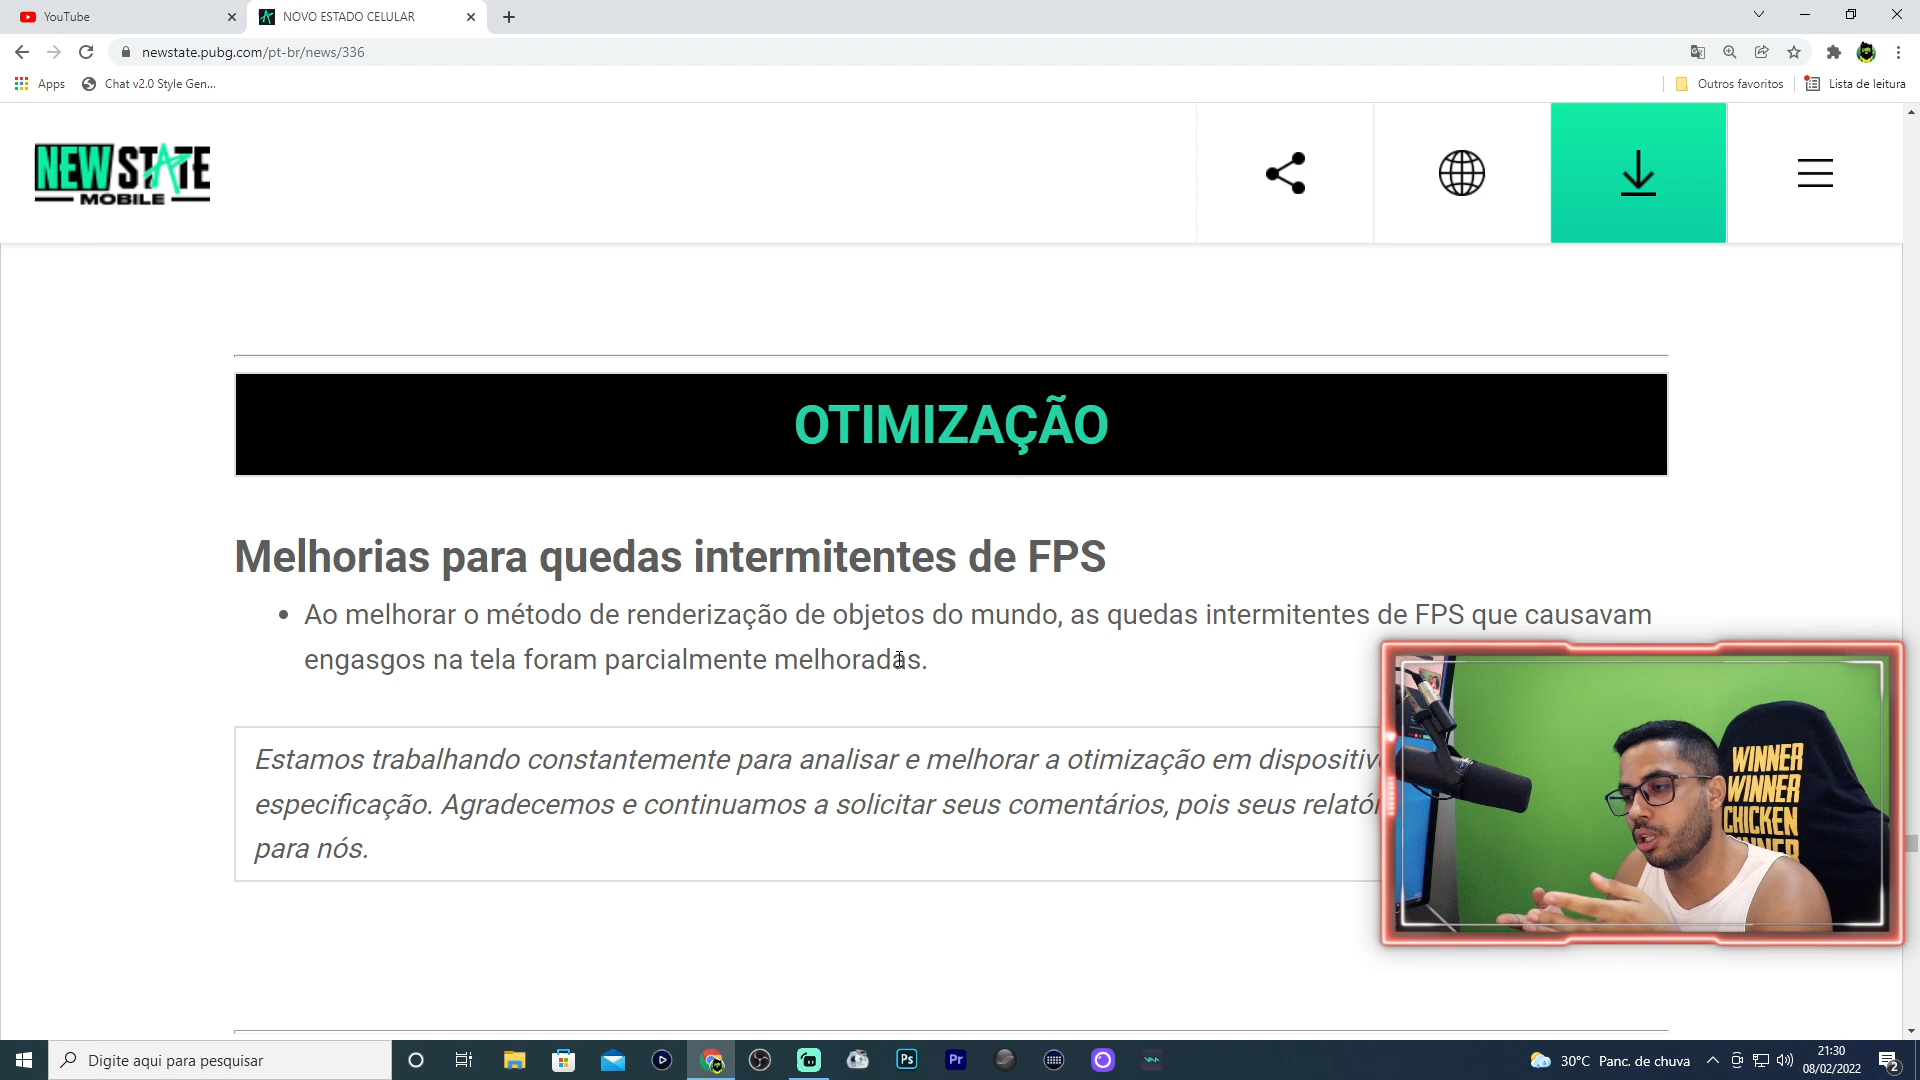 YouTube
NOVO ESTADO CELULAR
newstate.pubg.com/pt-br/news/336
Apps
Chat v2.0 Style Gen...
Outros favoritos
Lista de leitura
NEW STATE
MOBILE
OTIMIZAÇÃO
Melhorias para quedas intermitentes de FPS
• Ao melhorar o método de renderização de objetos do mundo, as quedas intermitentes de FPS que causavam
engasgos na tela foram parcialmente melhoradas.
Estamos trabalhando constantemente para analisar e melhorar a otimização em
especificação. Agradecemos e continuamos a solicitar seus comentários, pois seus
para nós.
WINNER
WINNER
CHICKEN
Digite aqui para pesquisar
Ps
Pr
30°C Panc. de chuva
21:30
08/02/2022
2